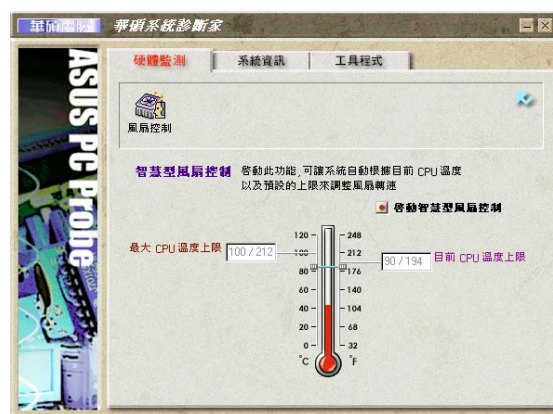 華碩電腦 華碩系統診斷家
ASUS PC Probe
硬體監測 系統資訊 工具程式
風扇控制
智慧型風扇控制 啓動此功能,可讓系統自動根據目前 CPU 溫度
以及預設的上限來調整風扇轉速
啓動智慧型風扇控制
最大 CPU 溫度上限 100 / 212
90 / 194 目前 CPU 溫度上限
120 248
100 212
80 176
60 140
40 104
20 68
0 32
°C °F